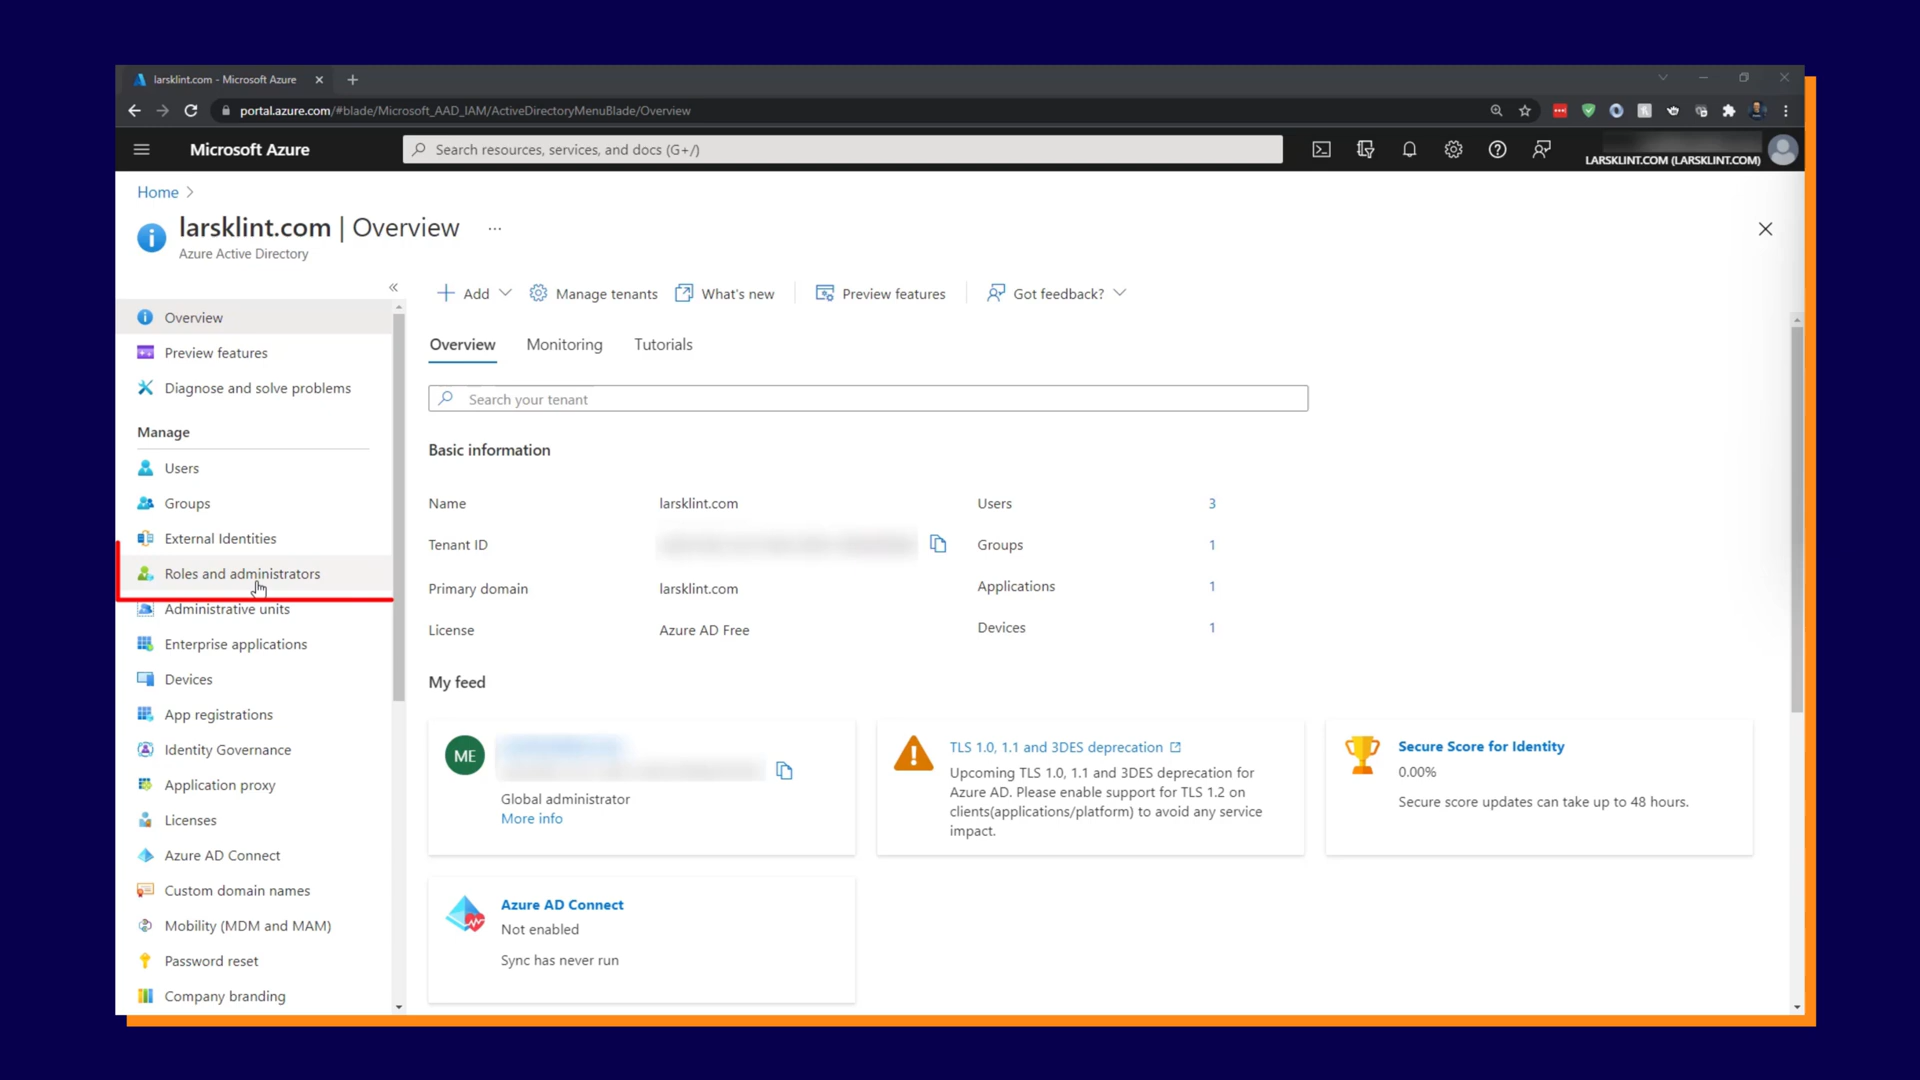 larsklint.com - Microsoft Azure
portal.azure.com/#blade/Microsoft_AAD_IAM/ActiveDirectoryMenuBlade/Overview
Microsoft Azure
Search resources, services, and docs (G+/)
LARSKLINT.COM (LARSKLINT.COM)
Home
larsklint.com | Overview
Azure Active Directory
Add
Manage tenants
What's new
Preview features
Got feedback?
Overview
Preview features
Diagnose and solve problems
Manage
Users
Groups
External Identities
Roles and administrators
Administrative units
Enterprise applications
Devices
App registrations
Identity Governance
Application proxy
Licenses
Azure AD Connect
Custom domain names
Mobility (MDM and MAM)
Password reset
Company branding
Overview
Monitoring
Tutorials
Search your tenant
Basic information
Name
larsklint.com
Users
3
Tenant ID
Groups
1
Primary domain
larsklint.com
Applications
1
License
Azure AD Free
Devices
1
My feed
ME
Global administrator
More info
TLS 1.0, 1.1 and 3DES deprecation
Upcoming TLS 1.0, 1.1 and 3DES deprecation for
Azure AD. Please enable support for TLS 1.2 on
clients(applications/platform) to avoid any service
impact.
Secure Score for Identity
0.00%
Secure score updates can take up to 48 hours.
Azure AD Connect
Not enabled
Sync has never run